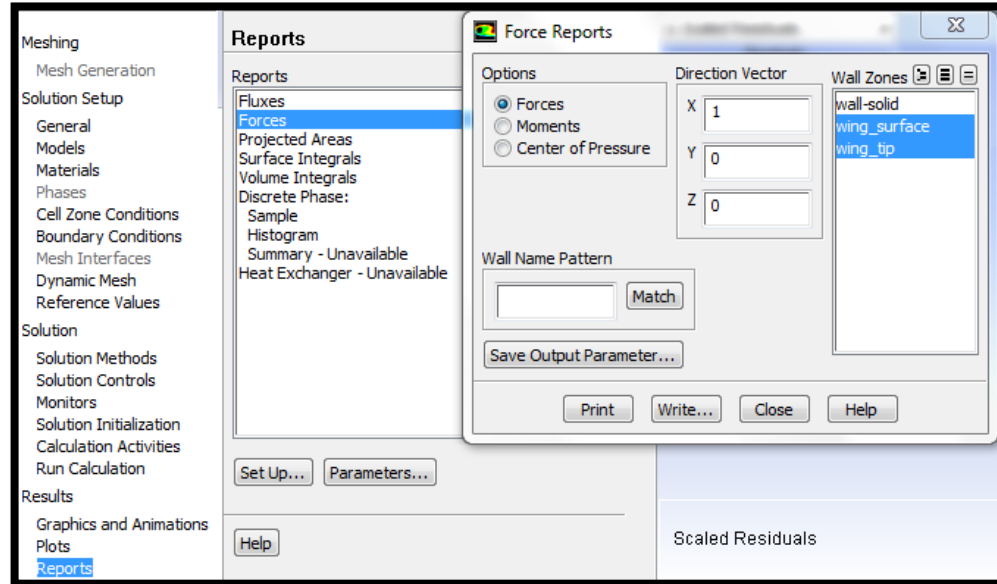 Meshing
Mesh Generation
Solution Setup
General
Models
Materials
Phases
Cell Zone Conditions
Boundary Conditions
Mesh Interfaces
Dynamic Mesh
Reference Values
Solution
Solution Methods
Solution Controls
Monitors
Solution Initialization
Calculation Activities
Run Calculation
Results
Graphics and Animations
Plots
Reports
Reports
Reports
Fluxes
Forces
Projected Areas
Surface Integrals
Volume Integrals
Discrete Phase:
Sample
Histogram
Summary - Unavailable
Heat Exchanger - Unavailable
Set Up...
Parameters...
Help
Force Reports
Options
Forces
Moments
Center of Pressure
Direction Vector
X 1
Y 0
Z 0
Wall Zones
wall-solid
wing_surface
wing_tip
Wall Name Pattern
Match
Save Output Parameter...
Print Write... Close Help
Scaled Residuals